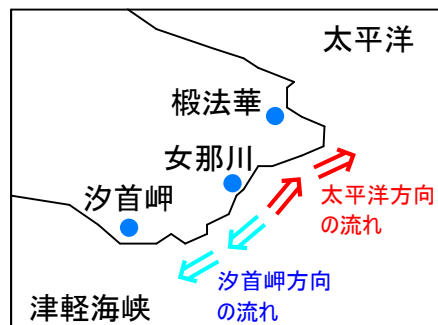 太平洋
椴法華
女那川
汐首岬
太平洋方向
の流れ
汐首岬方向
の流れ
津軽海峡